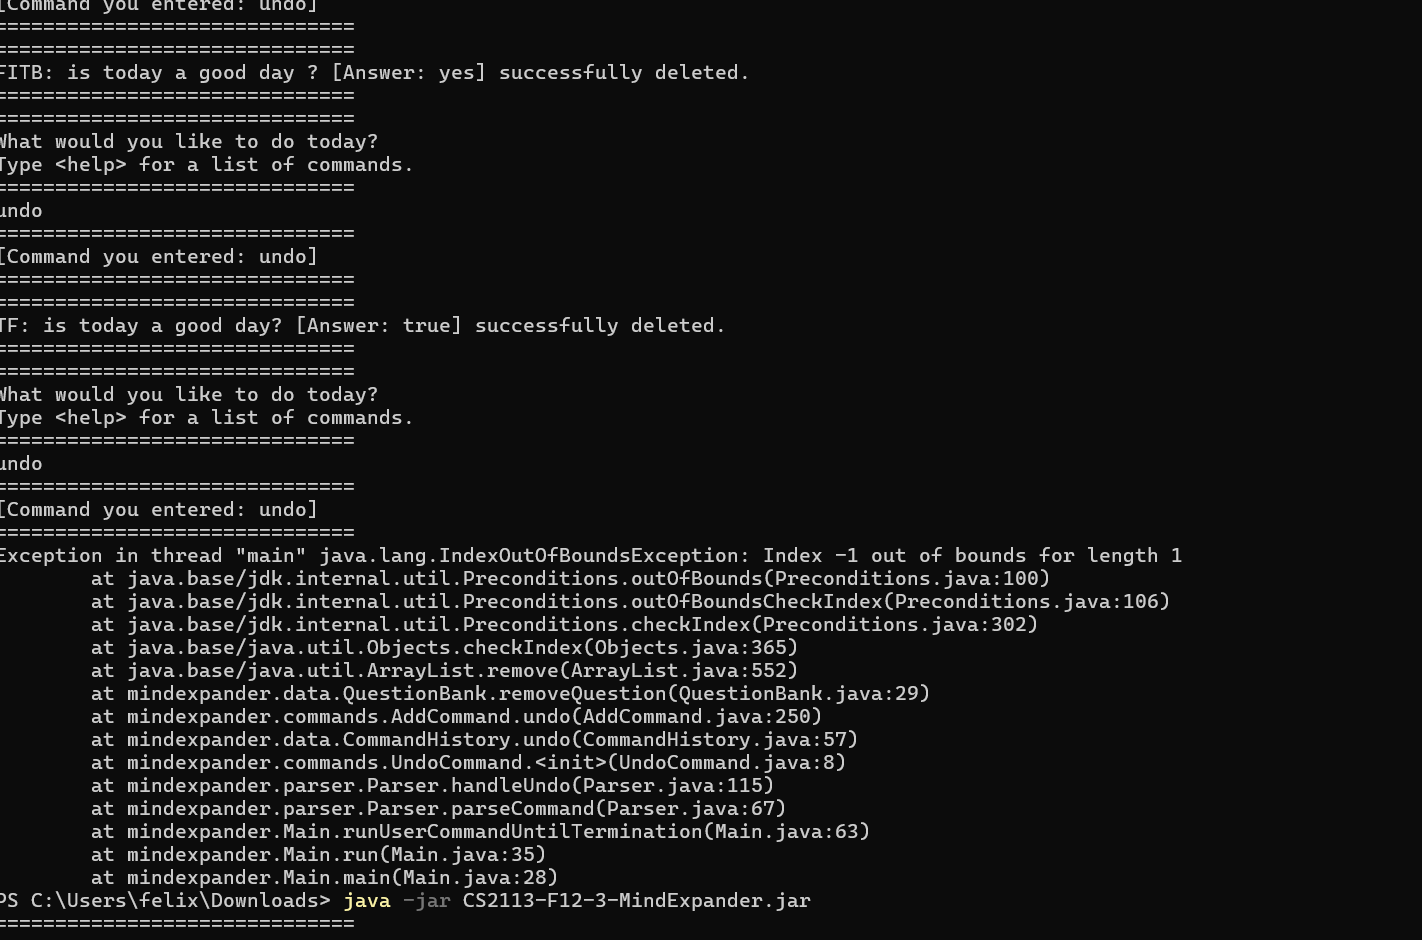 [Command you entered: undo]
==============================
==============================
FITB: is today a good day ? [Answer: yes] successfully deleted.
==============================
==============================
What would you like to do today?
Type <help> for a list of commands.
==============================
undo
==============================
[Command you entered: undo]
==============================
==============================
TF: is today a good day? [Answer: true] successfully deleted.
==============================
==============================
What would you like to do today?
Type <help> for a list of commands.
==============================
undo
==============================
[Command you entered: undo]
==============================
Exception in thread "main" java.lang.IndexOutOfBoundsException: Index -1 out of bounds for length 1
        at java.base/jdk.internal.util.Preconditions.outOfBounds(Preconditions.java:100)
        at java.base/jdk.internal.util.Preconditions.outOfBoundsCheckIndex(Preconditions.java:106)
        at java.base/jdk.internal.util.Preconditions.checkIndex(Preconditions.java:302)
        at java.base/java.util.Objects.checkIndex(Objects.java:365)
        at java.base/java.util.ArrayList.remove(ArrayList.java:552)
        at mindexpander.data.QuestionBank.removeQuestion(QuestionBank.java:29)
        at mindexpander.commands.AddCommand.undo(AddCommand.java:250)
        at mindexpander.data.CommandHistory.undo(CommandHistory.java:57)
        at mindexpander.commands.UndoCommand.<init>(UndoCommand.java:8)
        at mindexpander.parser.Parser.handleUndo(Parser.java:115)
        at mindexpander.parser.Parser.parseCommand(Parser.java:67)
        at mindexpander.Main.runUserCommandUntilTermination(Main.java:63)
        at mindexpander.Main.run(Main.java:35)
        at mindexpander.Main.main(Main.java:28)
PS C:\Users\felix\Downloads> java -jar CS2113-F12-3-MindExpander.jar
==============================